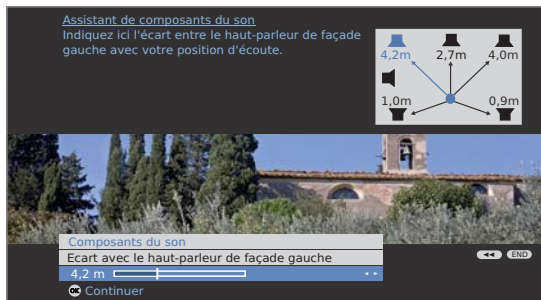 Assistant de composants du son
Indiquez ici l'écart entre le haut-parleur de façade
gauche avec votre position d'écoute.
4,2m 2,7m 4,0m
1,0m 0,9m
Composants du son
Ecart avec le haut-parleur de façade gauche
4,2 m
END
OK Continuer